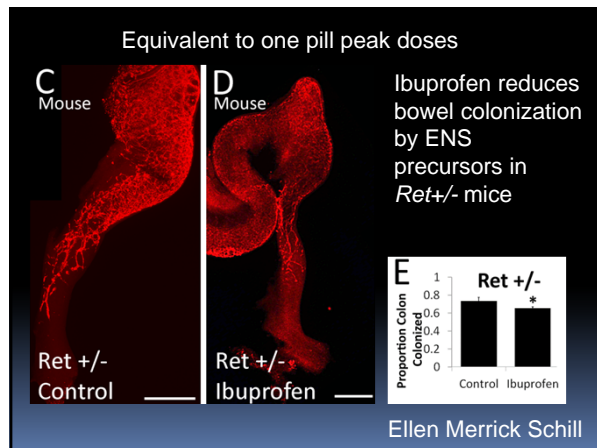 Equivalent to one pill peak doses
C
Mouse
Ret +/-
Control
D
Mouse
Ret +/-
Ibuprofen
Ibuprofen reduces
bowel colonization
by ENS
precursors in
Ret+/- mice
E
Ret +/-
*
Proportion Colon
Colonized
1
0.8
0.6
0.4
0.2
0
Control Ibuprofen
Ellen Merrick Schill